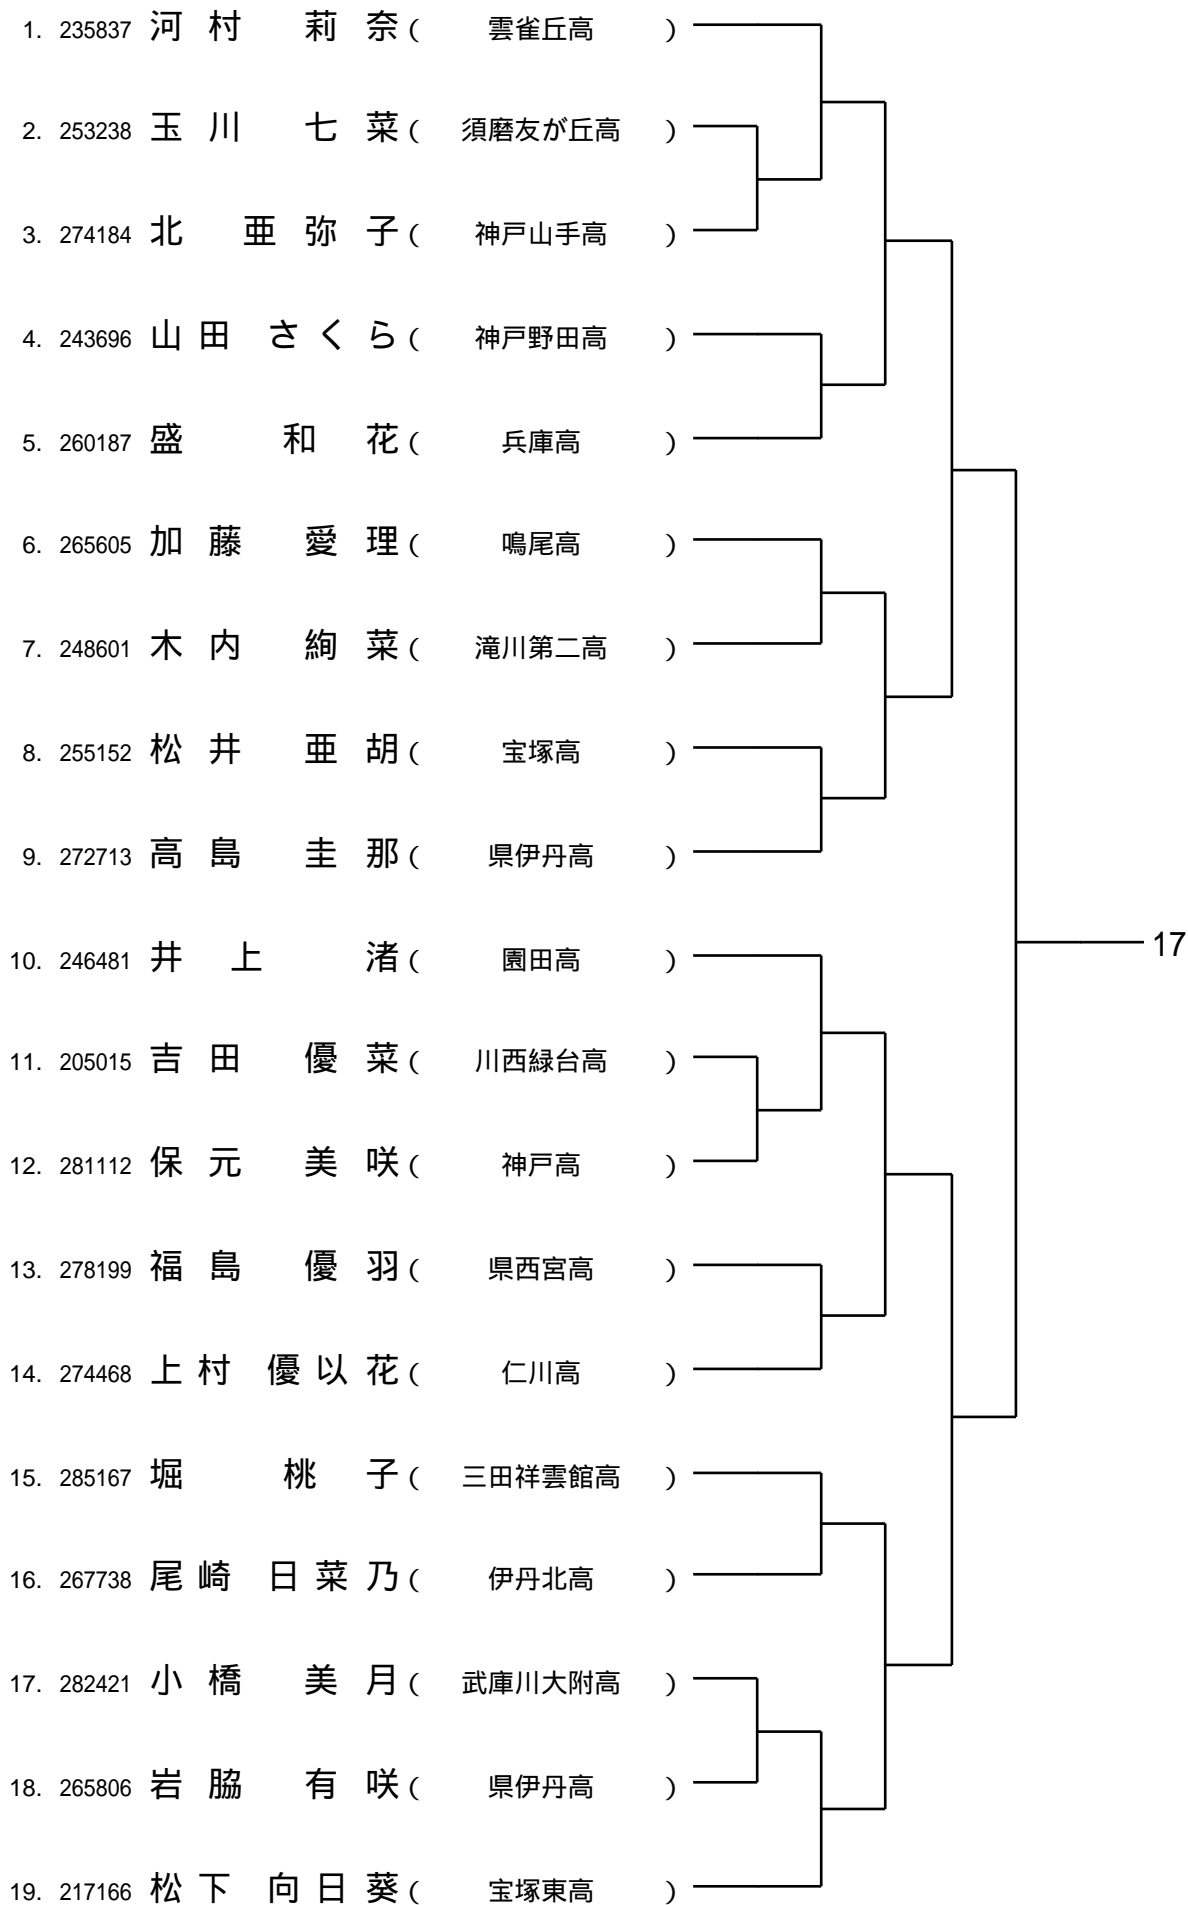 1. 235837 河村 莉奈 ( 雲雀丘高 )
2. 253238 玉川 七菜 ( 須磨友が丘高 )
3. 274184 北 亜弥子 ( 神戸山手高 )
4. 243696 山田 さくら ( 神戸野田高 )
5. 260187 盛 和花 ( 兵庫高 )
6. 265605 加藤 愛理 ( 鳴尾高 )
7. 248601 木内 絢菜 ( 滝川第二高 )
8. 255152 松井 亜胡 ( 宝塚高 )
9. 272713 高島 圭那 ( 県伊丹高 )
17
10. 246481 井上 渚 ( 園田高 )
11. 205015 吉田 優菜 ( 川西緑台高 )
12. 281112 保元 美咲 ( 神戸高 )
13. 278199 福島 優羽 ( 県西宮高 )
14. 274468 上村 優以花 ( 仁川高 )
15. 285167 堀 桃子 ( 三田祥雲館高 )
16. 267738 尾崎 日菜乃 ( 伊丹北高 )
17. 282421 小橋 美月 ( 武庫川大附高 )
18. 265806 岩脇 有咲 ( 県伊丹高 )
19. 217166 松下 向日葵 ( 宝塚東高 )